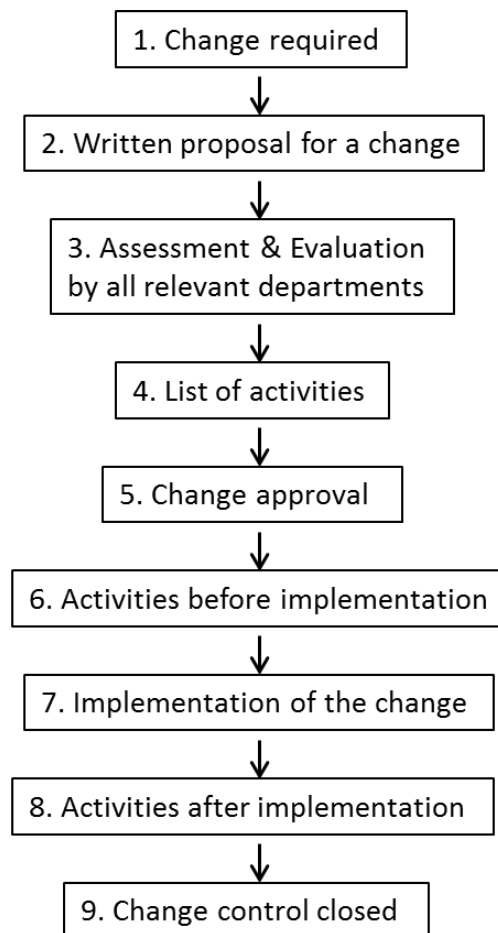 1. Change required
2. Written proposal for a change
3. Assessment & Evaluation
by all relevant departments
4. List of activities
5. Change approval
6. Activities before implementation
7. Implementation of the change
8. Activities after implementation
9. Change control closed